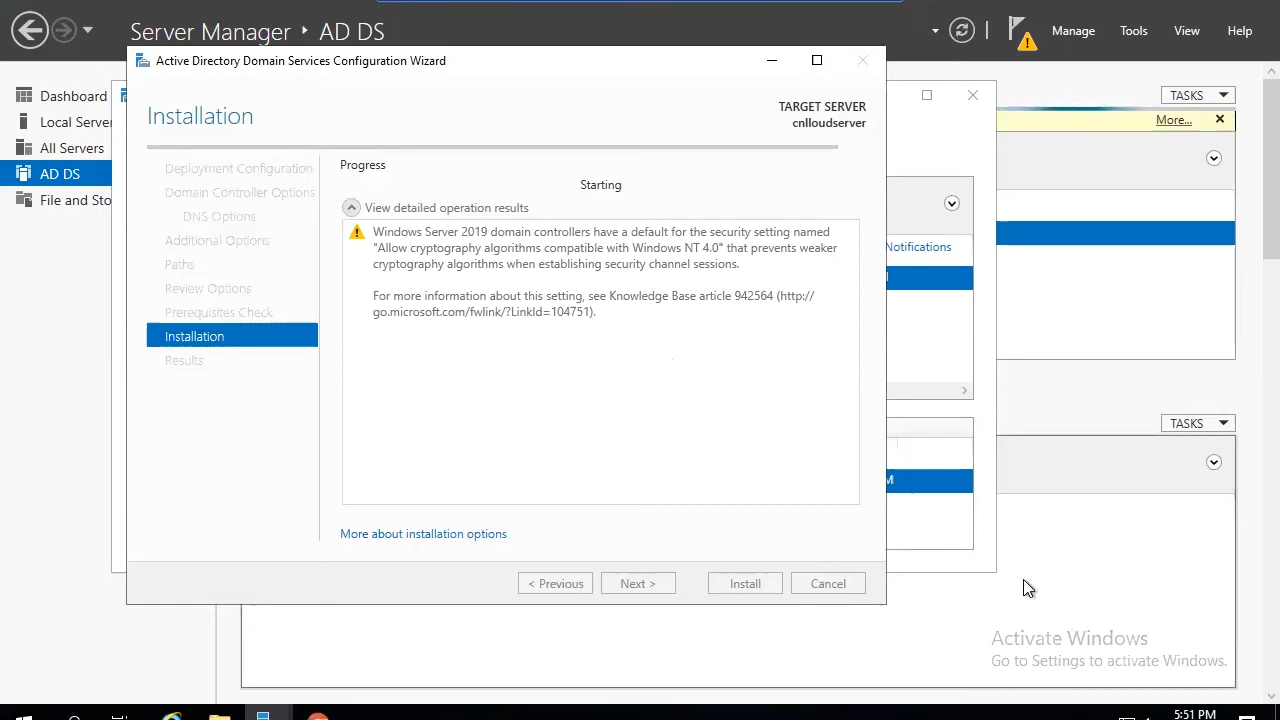 Server Manager ‣ AD DS
Manage
Tools
View
Help
Dashboard
Local Server
All Servers
AD DS
File and Sto
Active Directory Domain Services Configuration Wizard
Installation
TARGET SERVER
cnlloudserver
Deployment Configuration
Domain Controller Options
DNS Options
Additional Options
Paths
Review Options
Prerequisites Check
Installation
Results
Progress
Starting
View detailed operation results
Windows Server 2019 domain controllers have a default for the security setting named
"Allow cryptography algorithms compatible with Windows NT 4.0" that prevents weaker
cryptography algorithms when establishing security channel sessions.
For more information about this setting, see Knowledge Base article 942564 (http://
go.microsoft.com/fwlink/?LinkId=104751).
More about installation options
< Previous
Next >
Install
Cancel
Notifications
M
TASKS
More...
TASKS
Activate Windows
Go to Settings to activate Windows.
5:51 PM